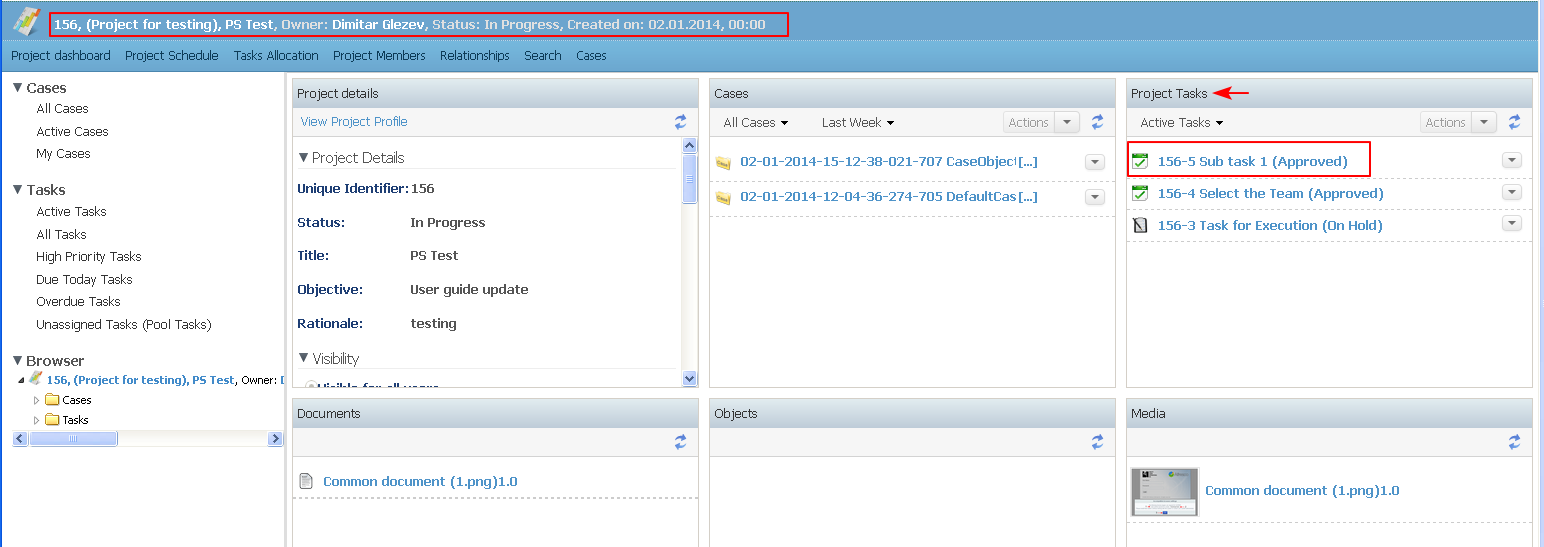 156, (Project for testing), PS Test, Owner: Dimitar Glezev, Status: In Progress, Created on: 02.01.2014, 00:00
Project dashboard Project Schedule Tasks Allocation Project Members Relationships Search Cases
Cases
All Cases
Active Cases
My Cases
Tasks
Active Tasks
All Tasks
High Priority Tasks
Due Today Tasks
Overdue Tasks
Unassigned Tasks (Pool Tasks)
Browser
156, (Project for testing), PS Test, Owner: D
Cases
Tasks
Project details
View Project Profile
Project Details
Unique Identifier: 156
Status: In Progress
Title: PS Test
Objective: User guide update
Rationale: testing
Visibility
Cases
All Cases Last Week Actions
02-01-2014-15-12-38-021-707 CaseObject[...]
02-01-2014-12-04-36-274-705 DefaultCas[...]
Project Tasks
Active Tasks Actions
156-5 Sub task 1 (Approved)
156-4 Select the Team (Approved)
156-3 Task for Execution (On Hold)
Documents
Common document (1.png)1.0
Objects
Media
Common document (1.png)1.0